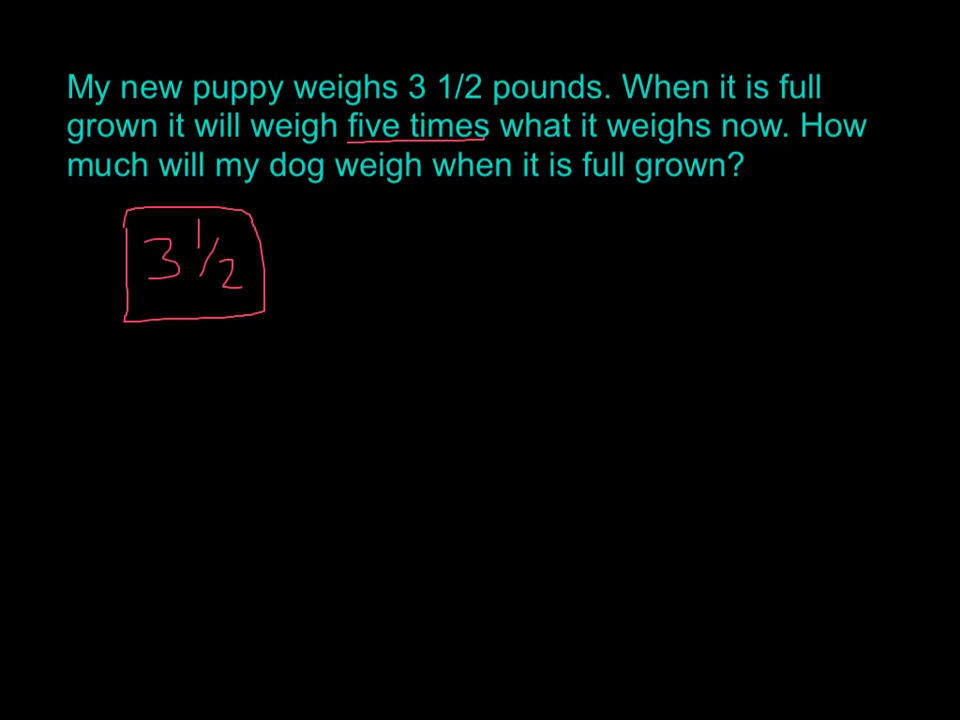 My new puppy weighs 3 1/2 pounds. When it is full
grown it will weigh five times what it weighs now. How
much will my dog weigh when it is full grown?
3 1/2